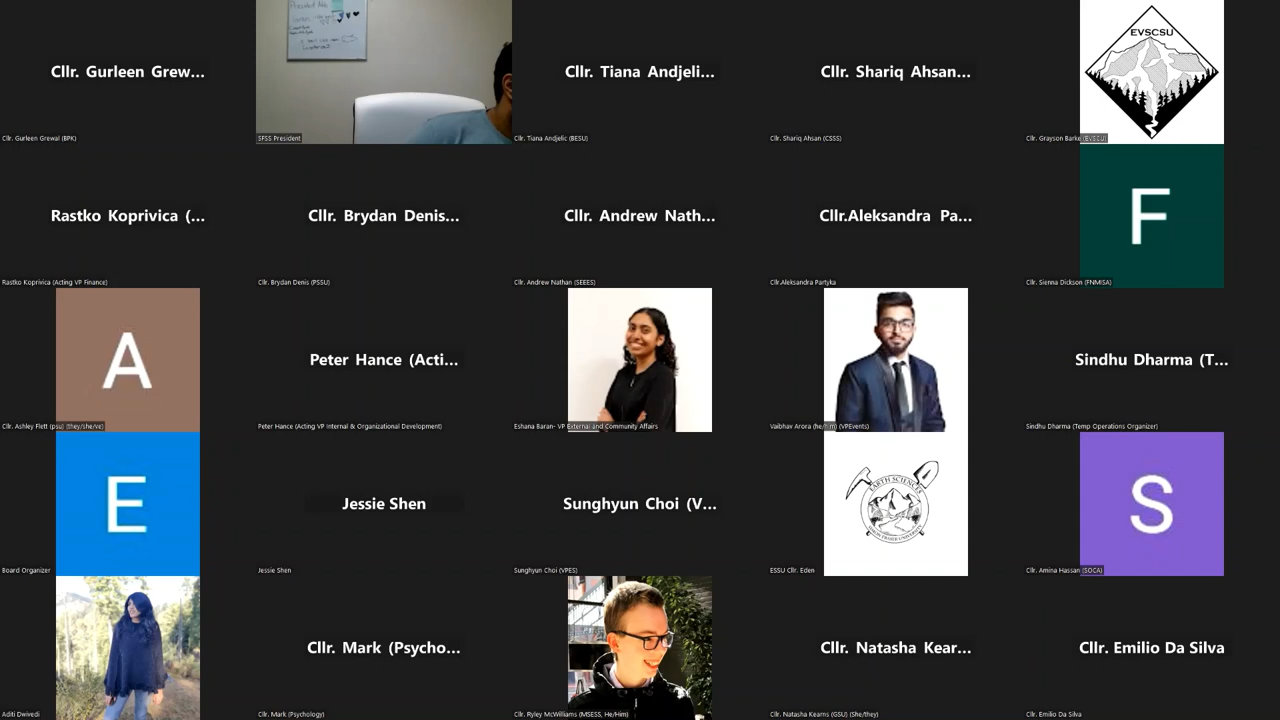 Cllr. Gurleen Grew...
Cllr. Gurleen Grewal (BPK)
SFSS President
Cllr. Tiana Andjeli...
Cllr. Tiana Andjelic (BESU)
Cllr. Shariq Ahsan...
Cllr. Shariq Ahsan (CSSS)
EVSCSU
Cllr. Grayson Barke (EVSCU)
Rastko Koprivica (...
Rastko Koprivica (Acting VP Finance)
Cllr. Brydan Denis...
Cllr. Brydan Denis (PSSU)
Cllr. Andrew Nath...
Cllr. Andrew Nathan (SEEES)
Cllr.Aleksandra Pa...
Cllr.Aleksandra Partyka
F
Cllr. Sienna Dickson (FNMISA)
A
Cllr. Ashley Flett (psu) (they/she/ve)
Peter Hance (Acti...
Peter Hance (Acting VP Internal & Organizational Development)
Eshana Baran- VP External and Community Affairs
Vaibhav Arora (he/him) (VPEvents)
Sindhu Dharma (T...
Sindhu Dharma (Temp Operations Organizer)
E
Board Organizer
Jessie Shen
Jessie Shen
Sunghyun Choi (V...
Sunghyun Choi (VPES)
EARTH SCIENCES
SIMON FRASER UNIVERSITY
ESSU Cllr. Eden
S
Cllr. Amina Hassan (SOCA)
Aditi Dwivedi
Cllr. Mark (Psycho...
Cllr. Mark (Psychology)
Cllr. Ryley McWilliams (MSESS, He/Him)
Cllr. Natasha Kear...
Cllr. Natasha Kearns (GSU) (She/they)
Cllr. Emilio Da Silva
Cllr. Emilio Da Silva